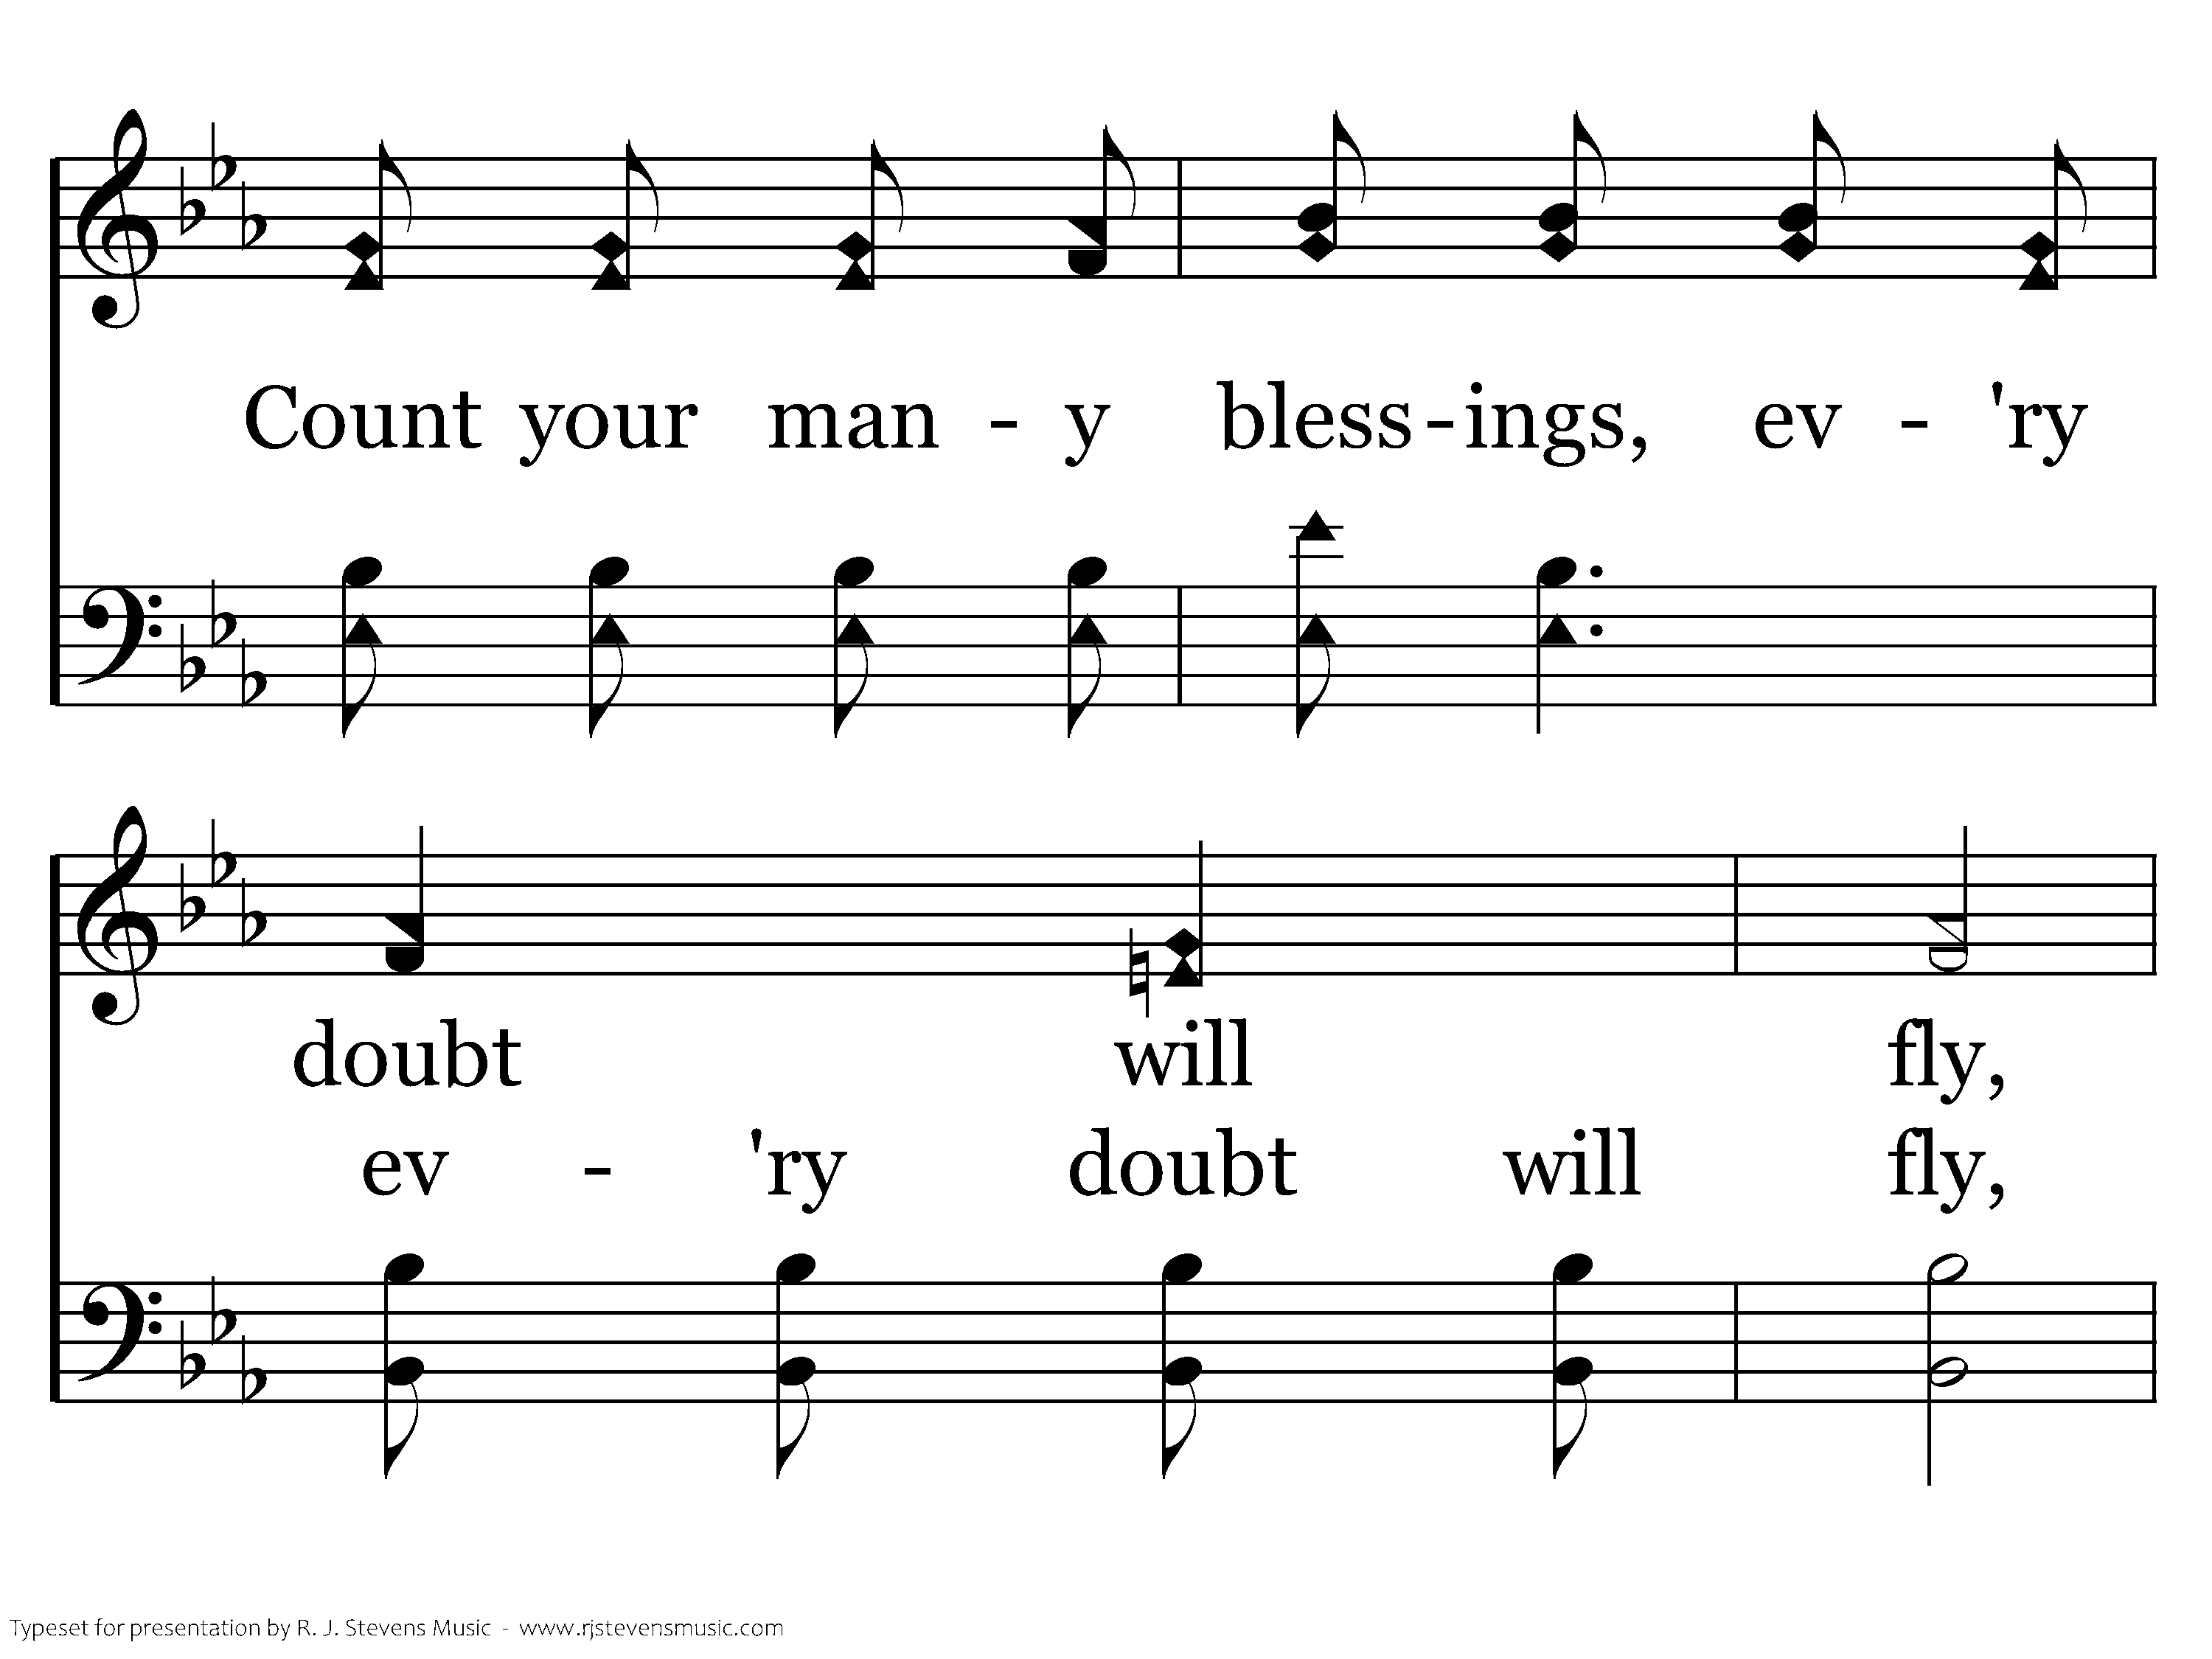 Count your man - y bless - ings, ev - 'ry
doubt will fly,
ev - 'ry doubt will fly,
Typeset for presentation by R. J. Stevens Music - www.rjstevensmusic.com